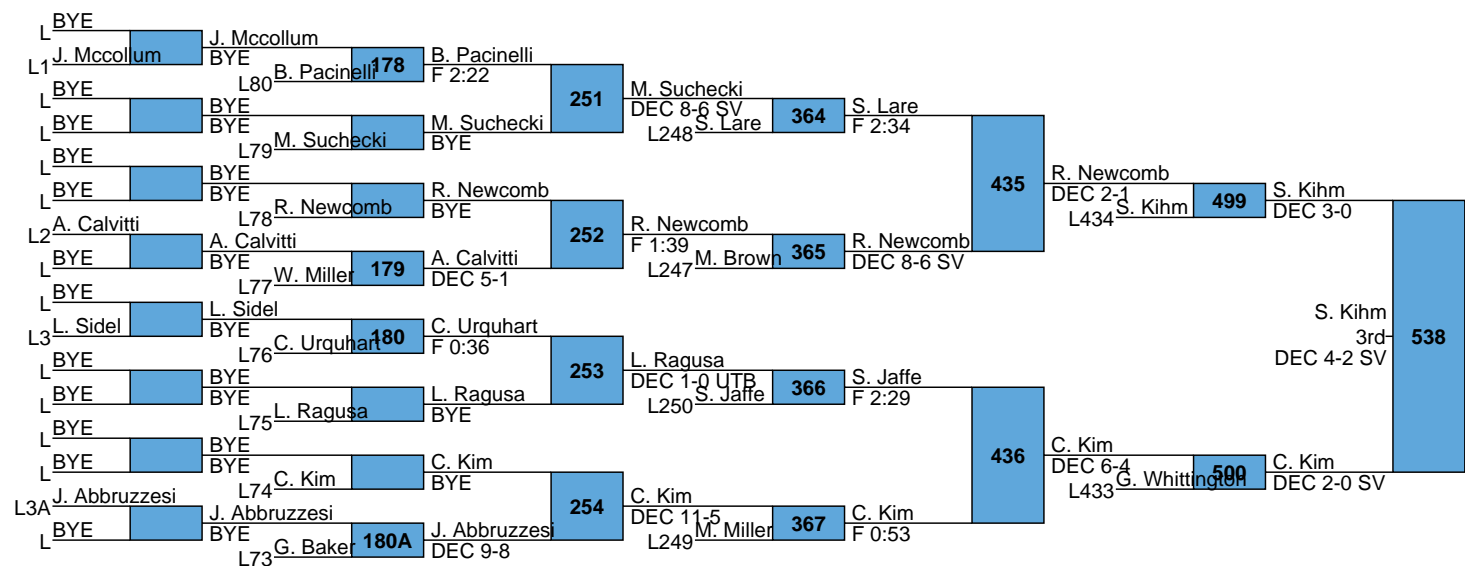 BYE
L
J. Mccollum
L1
J. Mccollum
BYE
B. Pacinelli
L80
178
B. Pacinelli
F 2:22
BYE
L
BYE
L
BYE
BYE
M. Suchecki
L79
M. Suchecki
BYE
251
M. Suchecki
DEC 8-6 SV
S. Lare
L248
364
S. Lare
F 2:34
BYE
L
BYE
L
BYE
BYE
R. Newcomb
L78
R. Newcomb
BYE
A. Calvitti
L2
BYE
L
A. Calvitti
BYE
W. Miller
L77
179
A. Calvitti
DEC 5-1
252
R. Newcomb
F 1:39
M. Brown
L247
365
R. Newcomb
DEC 8-6 SV
435
R. Newcomb
DEC 2-1
S. Kihm
L434
499
S. Kihm
DEC 3-0
BYE
L
L. Sidel
L3
L. Sidel
BYE
C. Urquhart
L76
180
C. Urquhart
F 0:36
BYE
L
BYE
L
BYE
BYE
L. Ragusa
L75
L. Ragusa
BYE
253
L. Ragusa
DEC 1-0 UTB
S. Jaffe
L250
366
S. Jaffe
F 2:29
BYE
L
BYE
L
BYE
BYE
C. Kim
L74
C. Kim
BYE
J. Abbruzzesi
L3A
BYE
L
J. Abbruzzesi
BYE
G. Baker
L73
180A
J. Abbruzzesi
DEC 9-8
254
C. Kim
DEC 11-5
M. Miller
L249
367
C. Kim
F 0:53
436
C. Kim
DEC 6-4
G. Whittington
L433
500
C. Kim
DEC 2-0 SV
S. Kihm
3rd
DEC 4-2 SV
538